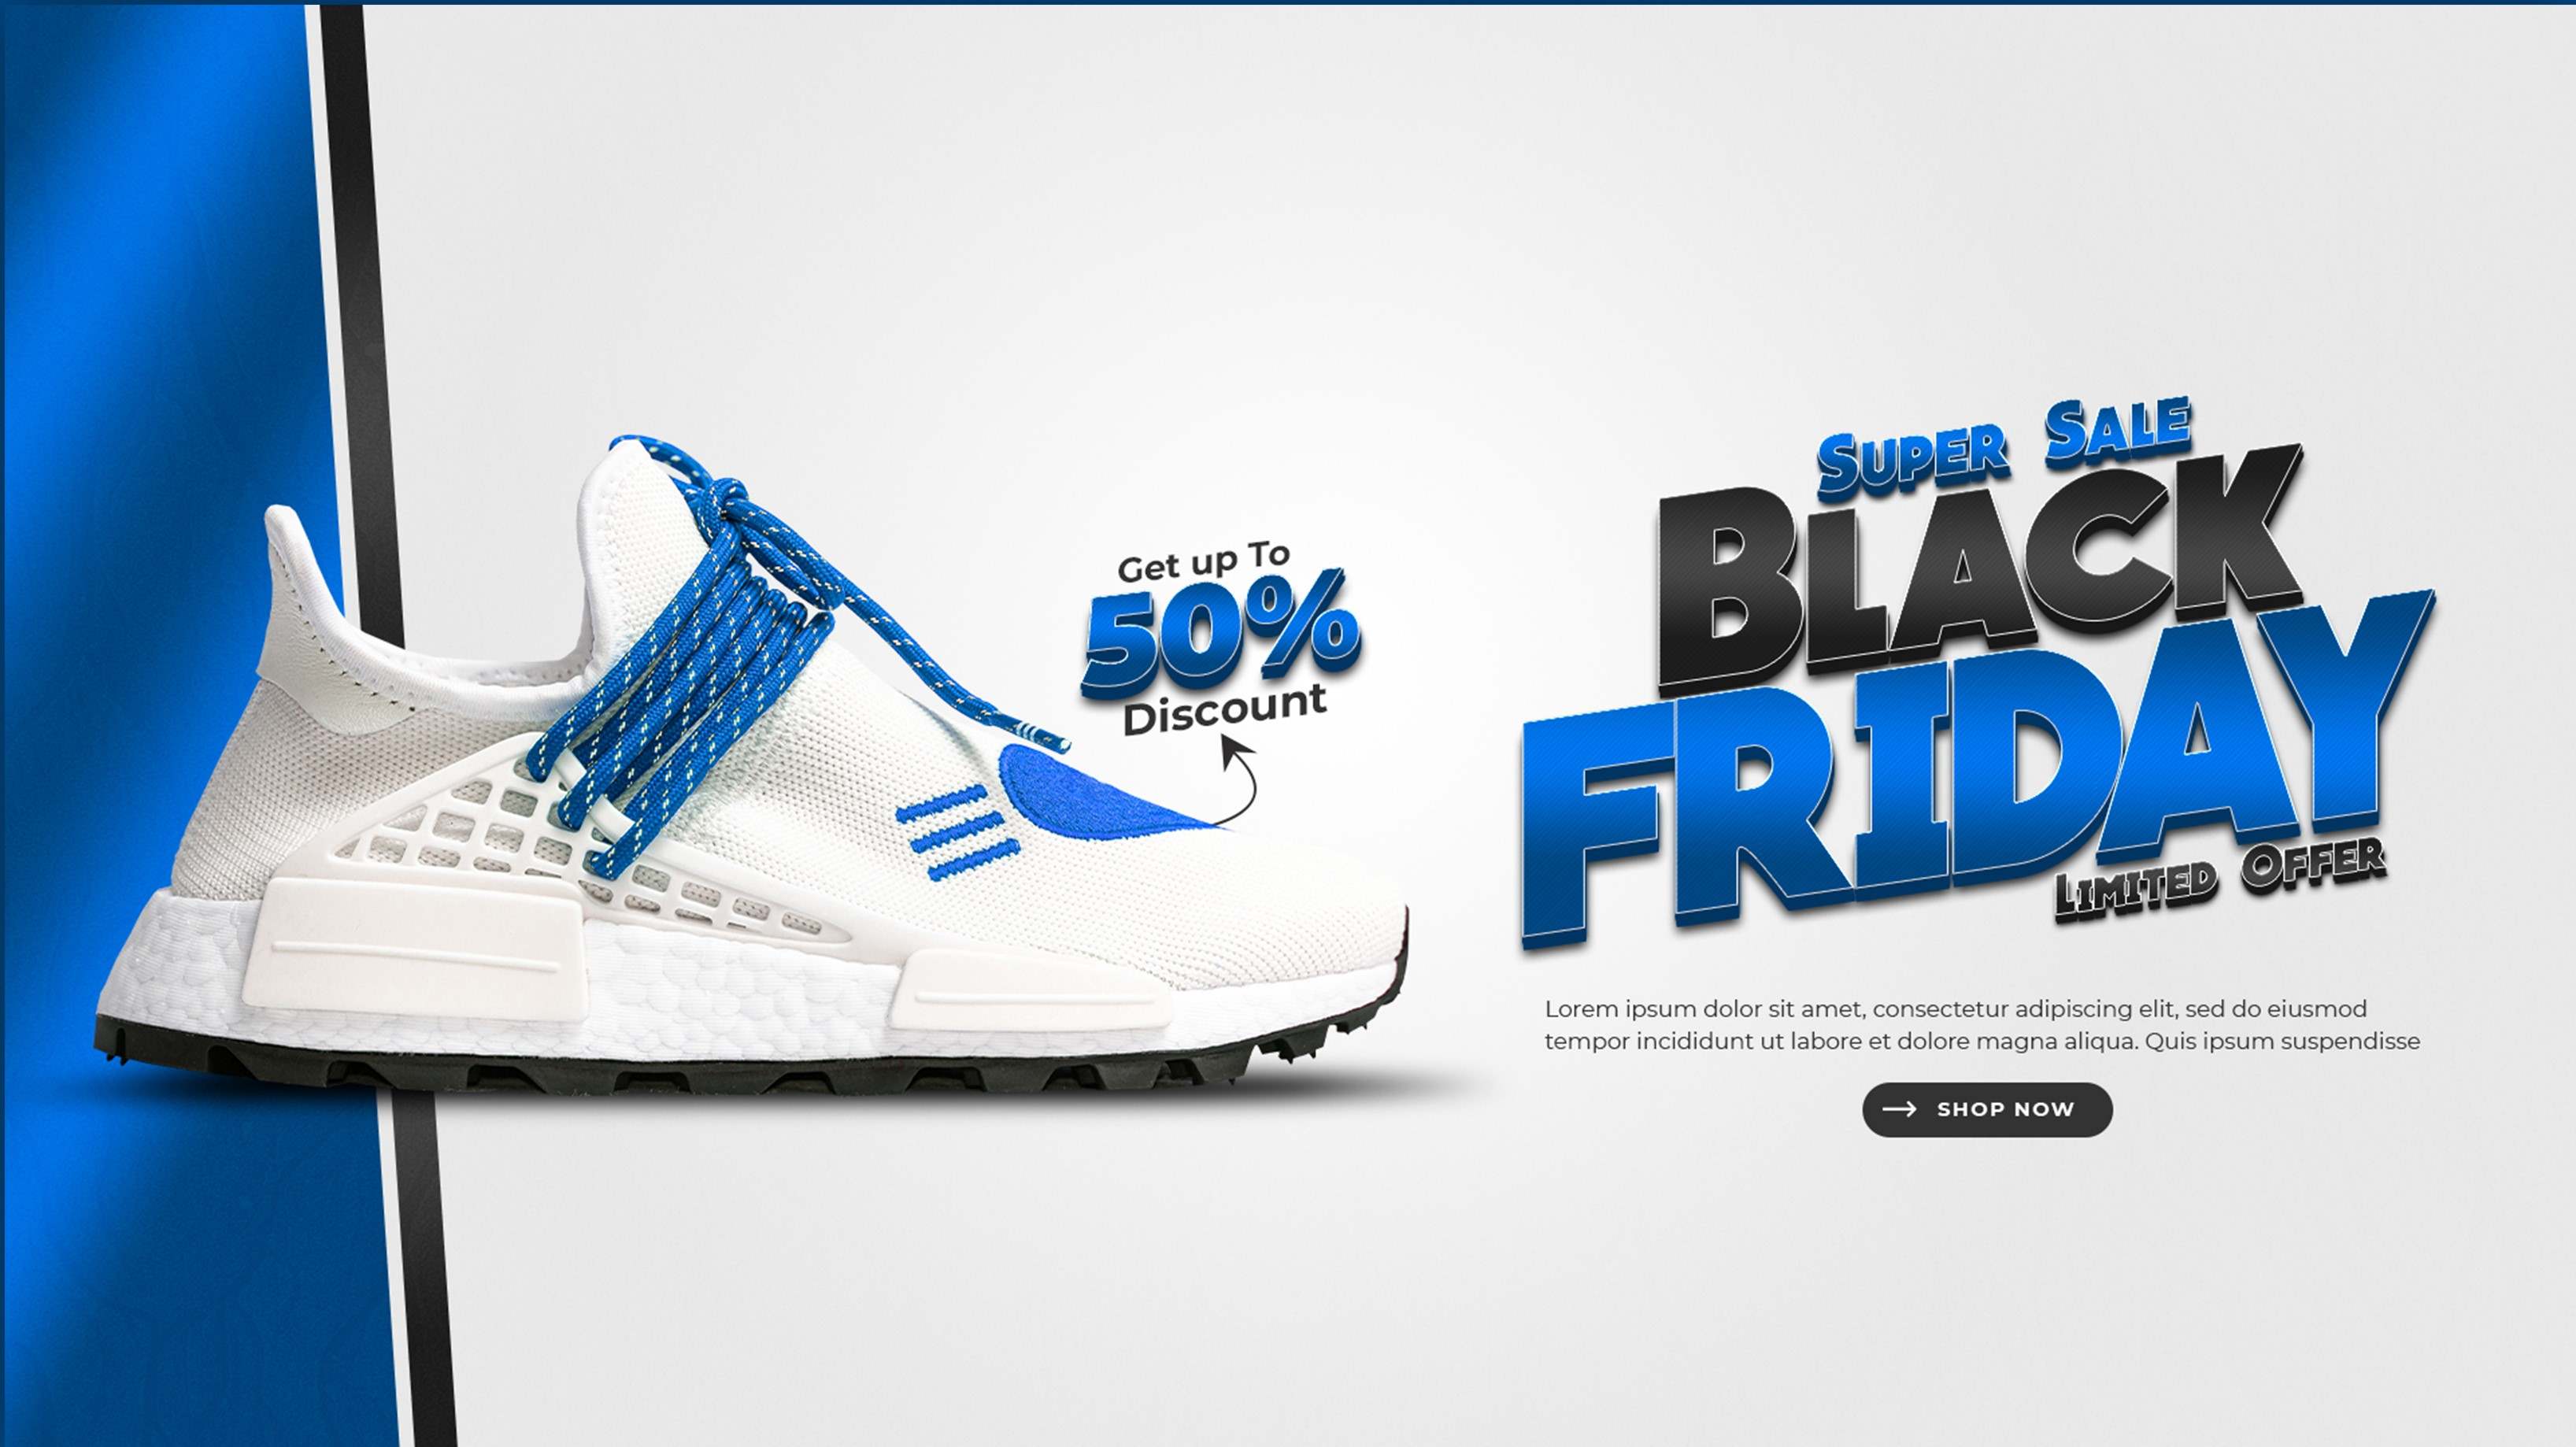 Get up To
50%
Discount
SUPER SALE
BLACK
FRIDAY
LIMITED OFFER
Lorem ipsum dolor sit amet, consectetur adipiscing elit, sed do eiusmod
tempor incididunt ut labore et dolore magna aliqua. Quis ipsum suspendisse
SHOP NOW